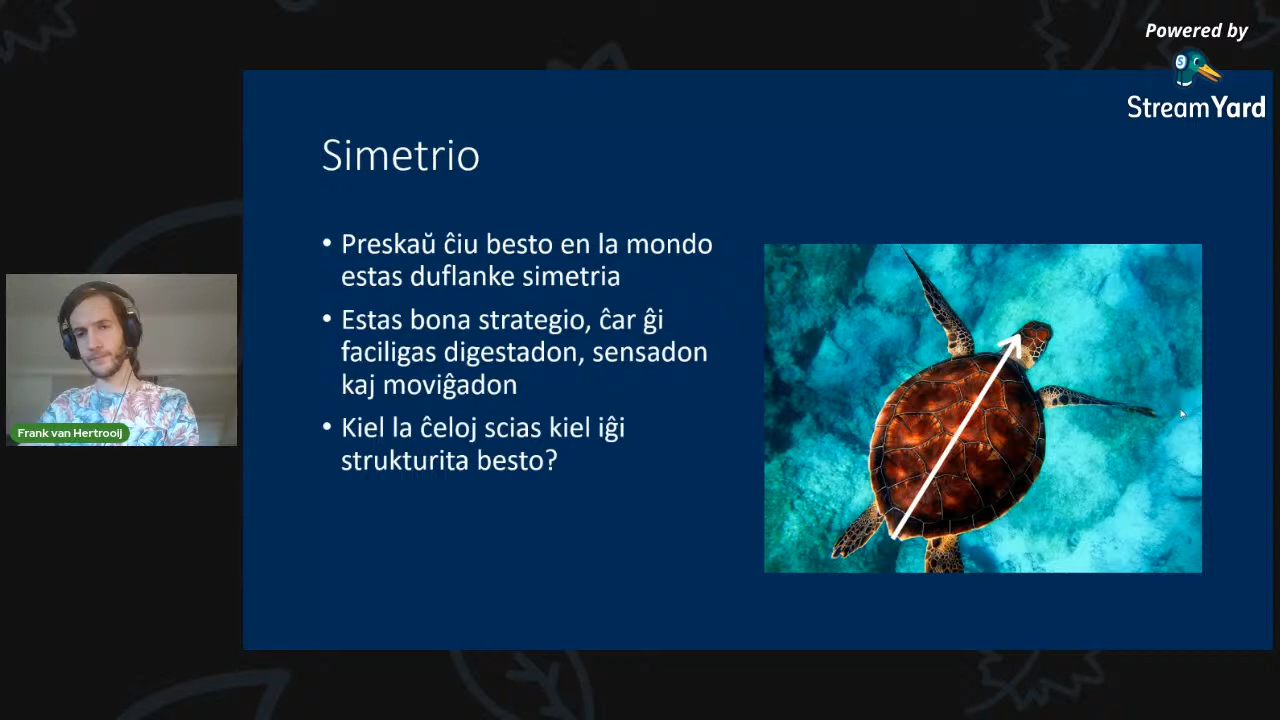 Powered by
StreamYard
Simetrio
• Preskaŭ ĉiu besto en la mondo
estas duflanke simetria
• Estas bona strategio, ĉar ĝi
faciligas digestadon, sensadon
kaj moviĝadon
• Kiel la ĉeloj scias kiel iĝi
strukturita besto?
Frank van Hertrooij